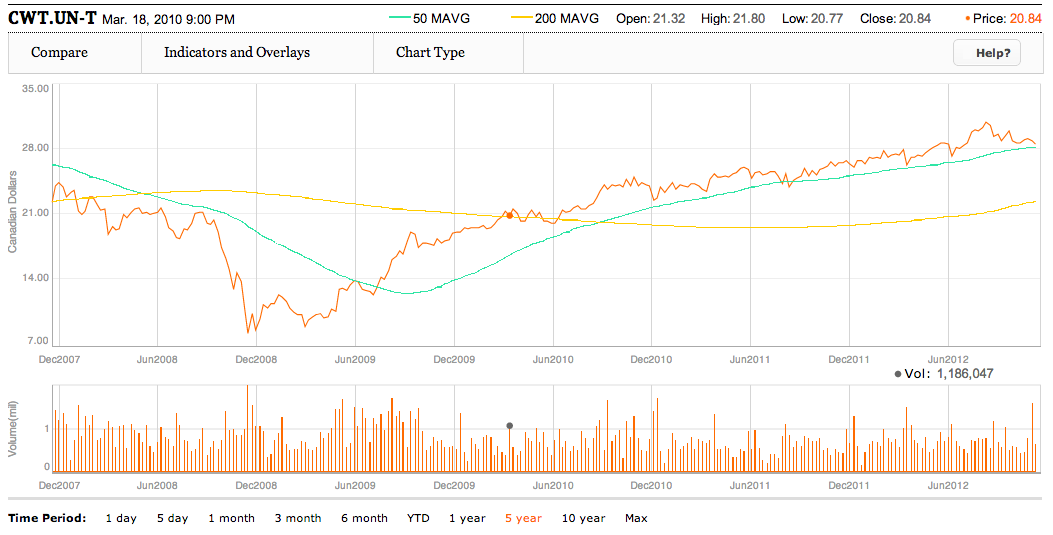 CWT.UN-T Mar. 18, 2010 9:00 PM 50 MAVG 200 MAVG Open: 21.32 High: 21.80 Low: 20.77 Close: 20.84 Price: 20.84
Compare Indicators and Overlays Chart Type Help?
35.00
28.00
21.00
14.00
7.00
Canadian Dollars
Dec2007 Jun2008 Dec2008 Jun2009 Dec2009 Jun2010 Dec2010 Jun2011 Dec2011 Jun2012
Vol: 1,186,047
1
0
Volume(mil)
Dec2007 Jun2008 Dec2008 Jun2009 Dec2009 Jun2010 Dec2010 Jun2011 Dec2011 Jun2012
Time Period: 1 day 5 day 1 month 3 month 6 month YTD 1 year 5 year 10 year Max